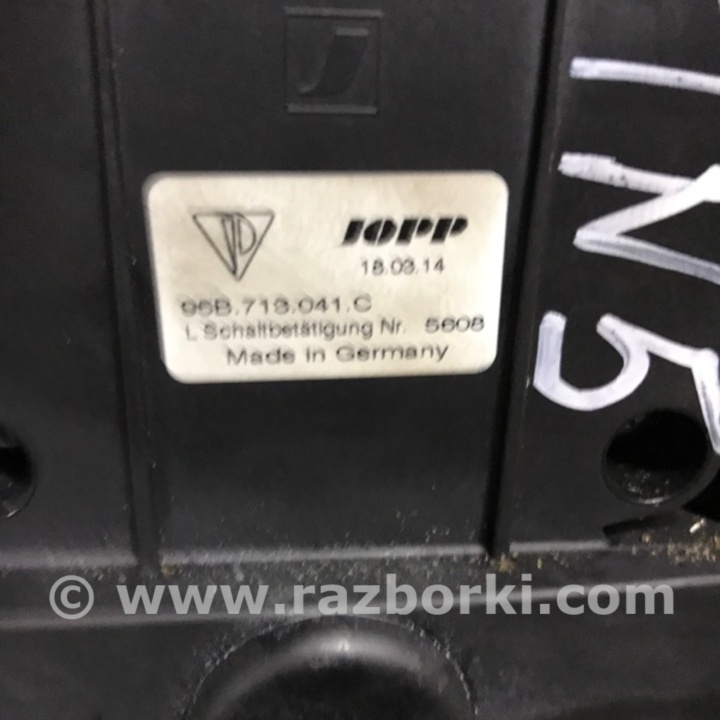 JOPP
18.03.14
95B.713.041.C
L Schaltbetätigung Nr. 5608
Made in Germany
© www.razborki.com